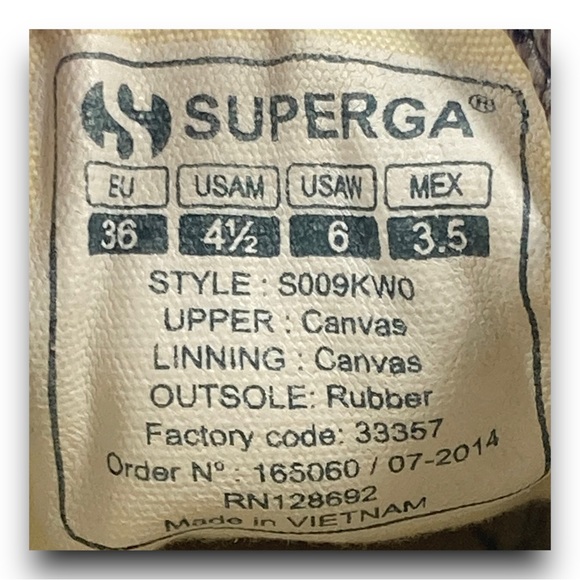 SUPERGA®
EU USAM USAW MEX
36 4½ 6 3.5
STYLE : S009KW0
UPPER : Canvas
LINNING : Canvas
OUTSOLE: Rubber
Factory code: 33357
Order N° : 165060 / 07-2014
RN128692
Made in VIETNAM